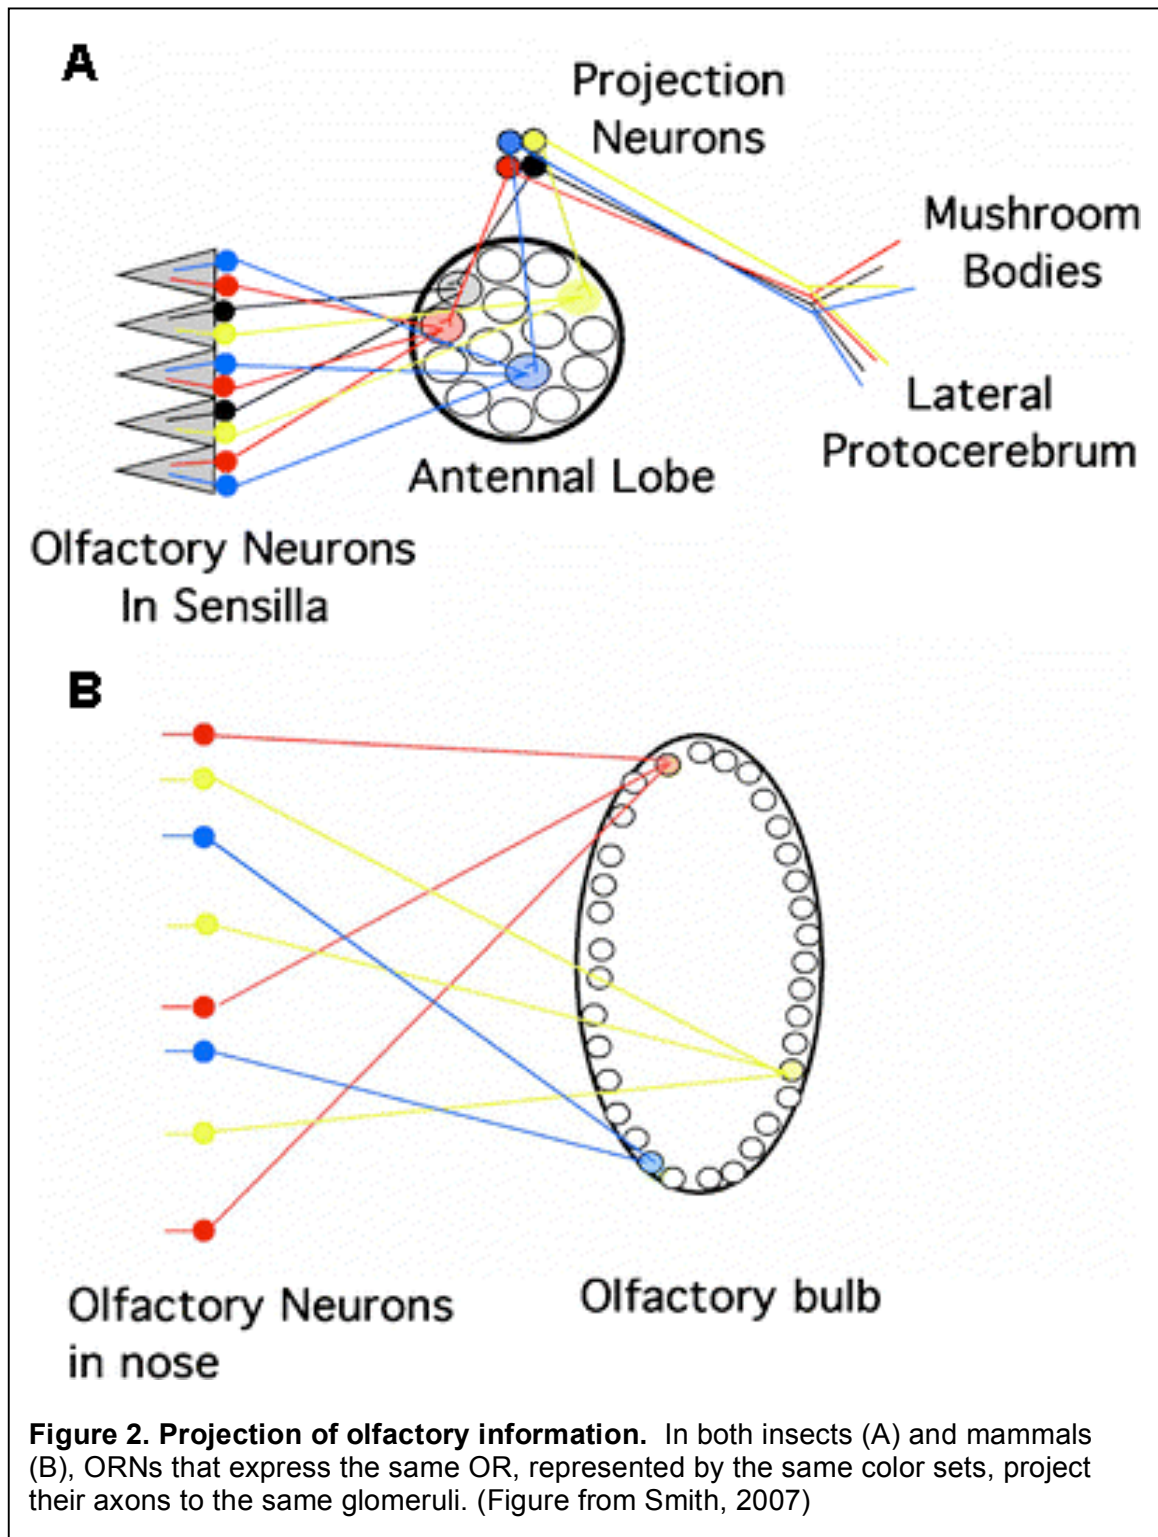 A
Projection
Neurons
Mushroom
Bodies
Lateral
Protocerebrum
Antennal Lobe
Olfactory Neurons
In Sensilla
B
Olfactory Neurons
in nose
Olfactory bulb
Figure 2. Projection of olfactory information. In both insects (A) and mammals
(B), ORNs that express the same OR, represented by the same color sets, project
their axons to the same glomeruli. (Figure from Smith, 2007)